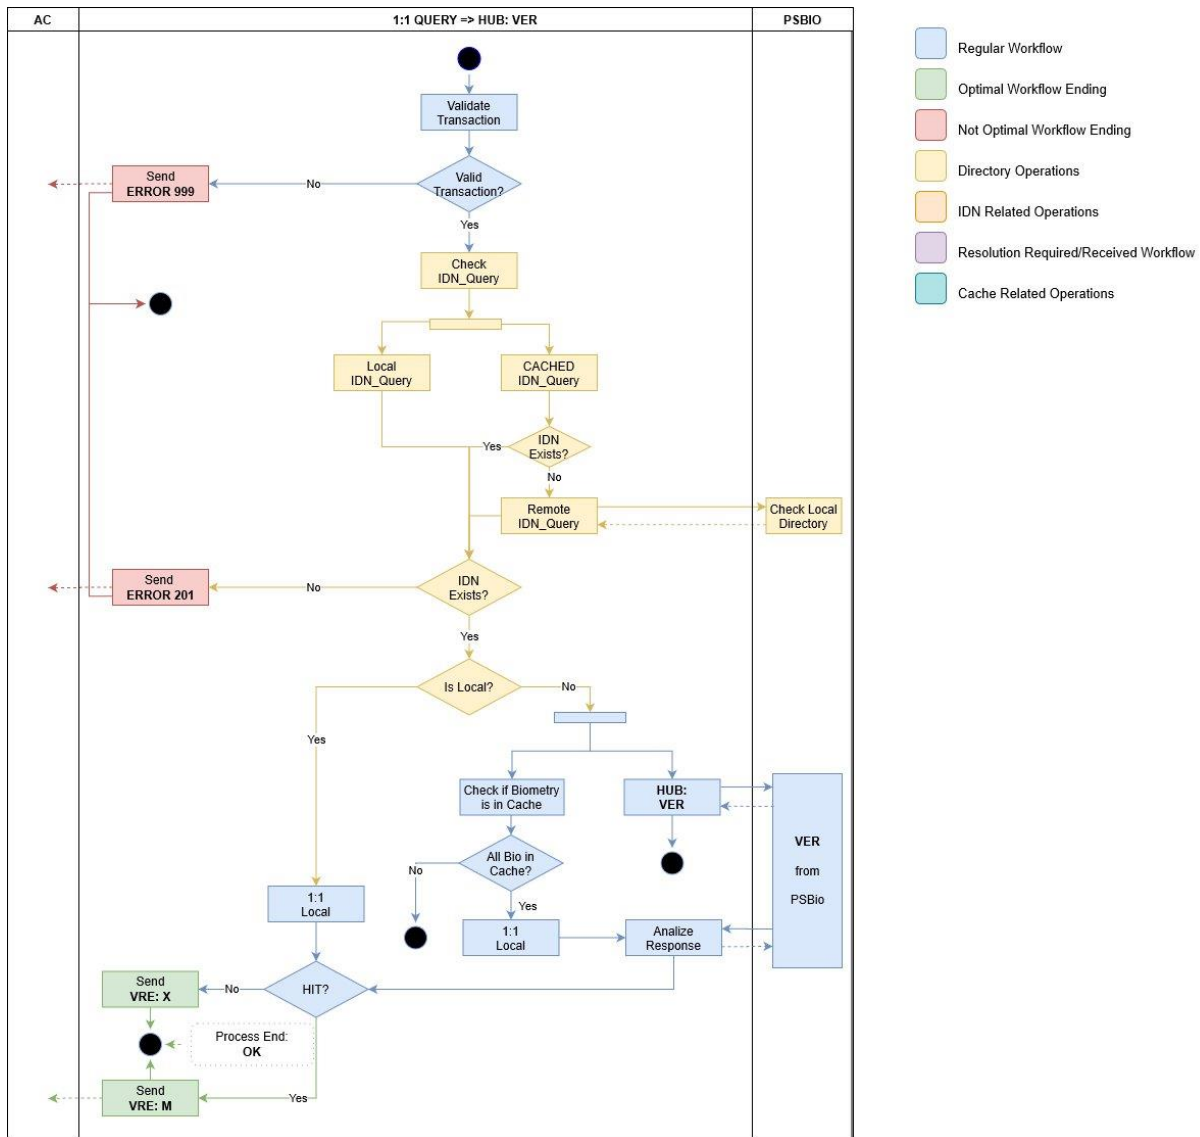 AC
1:1 QUERY => HUB: VER
PSBIO
Validate
Transaction
Valid
Transaction?
No
Send
ERROR 999
Yes
Check
IDN_Query
Local
IDN_Query
CACHED
IDN_Query
IDN
Exists?
Yes
No
Remote
IDN_Query
Check Local
Directory
IDN
Exists?
No
Send
ERROR 201
Yes
Is Local?
No
Yes
Check if Biometry
is in Cache
HUB:
VER
VER
from
PSBio
All Bio in
Cache?
No
Yes
1:1
Local
1:1
Local
Analize
Response
HIT?
No
Send
VRE: X
Process End:
OK
Yes
Send
VRE: M
Regular Workflow
Optimal Workflow Ending
Not Optimal Workflow Ending
Directory Operations
IDN Related Operations
Resolution Required/Received Workflow
Cache Related Operations